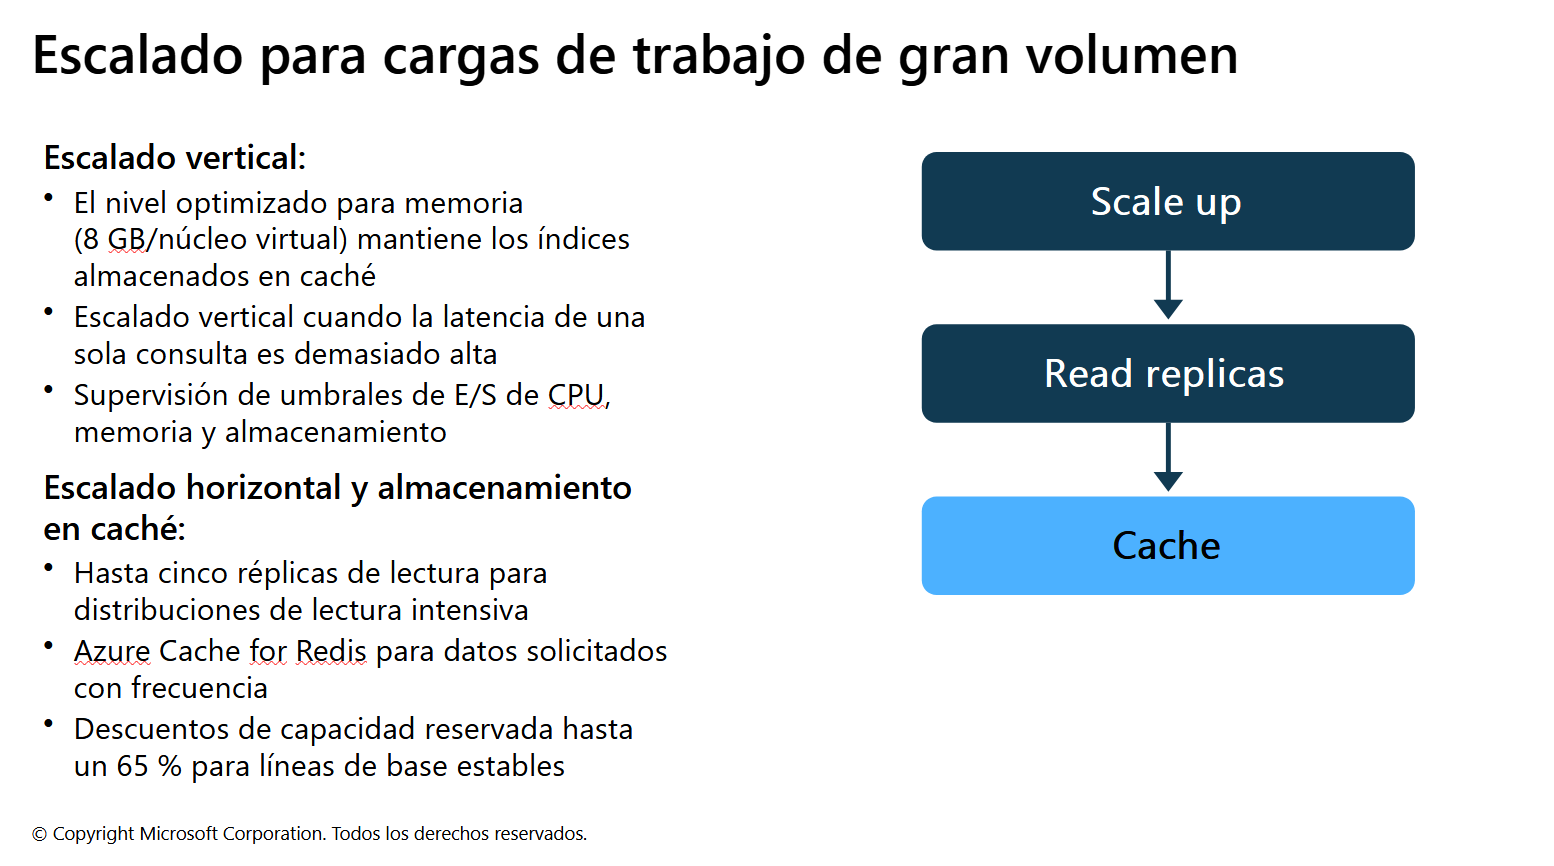 Escalado para cargas de trabajo de gran volumen
Escalado vertical:
• El nivel optimizado para memoria
(8 GB/núcleo virtual) mantiene los índices
almacenados en caché
• Escalado vertical cuando la latencia de una
sola consulta es demasiado alta
• Supervisión de umbrales de E/S de CPU,
memoria y almacenamiento
Escalado horizontal y almacenamiento
en caché:
• Hasta cinco réplicas de lectura para
distribuciones de lectura intensiva
• Azure Cache for Redis para datos solicitados
con frecuencia
• Descuentos de capacidad reservada hasta
un 65 % para líneas de base estables
Scale up
Read replicas
Cache
© Copyright Microsoft Corporation. Todos los derechos reservados.